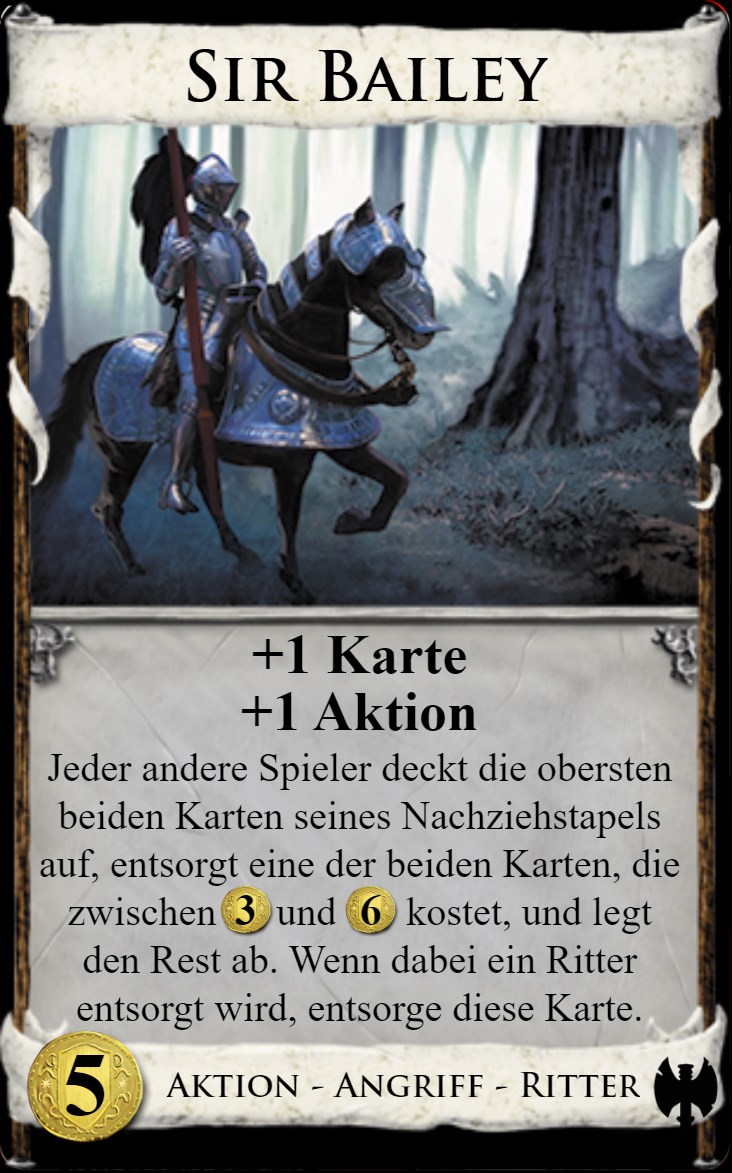 Sir Bailey
+1 Karte
+1 Aktion
Jeder andere Spieler deckt die obersten
beiden Karten seines Nachziehstapels
auf, entsorgt eine der beiden Karten, die
zwischen 3 und 6 kostet, und legt
den Rest ab. Wenn dabei ein Ritter
entsorgt wird, entsorge diese Karte.
5 Aktion - Angriff - Ritter